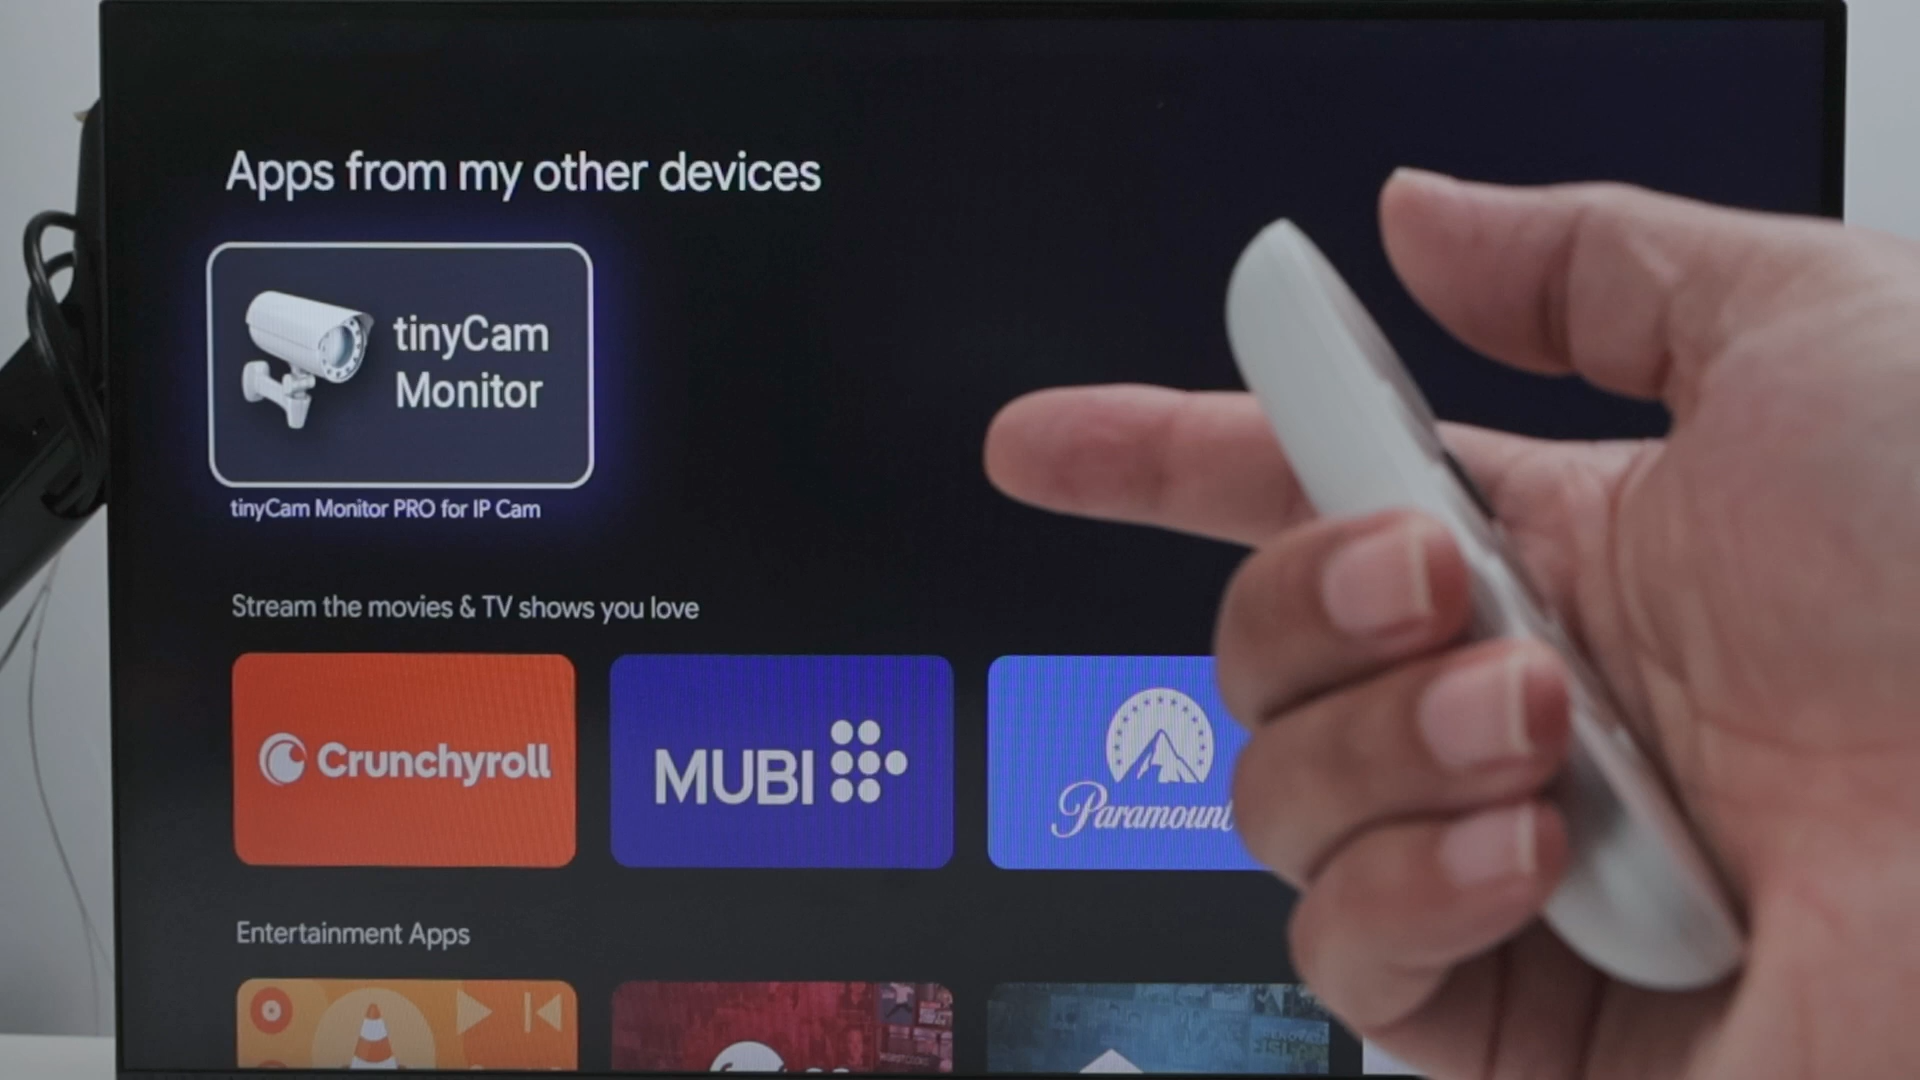 Apps from my other devices
tinyCam
Monitor
tinyCam Monitor PRO for IP Cam
Stream the movies & TV shows you love
Crunchyroll
MUBI
Paramount
Entertainment Apps